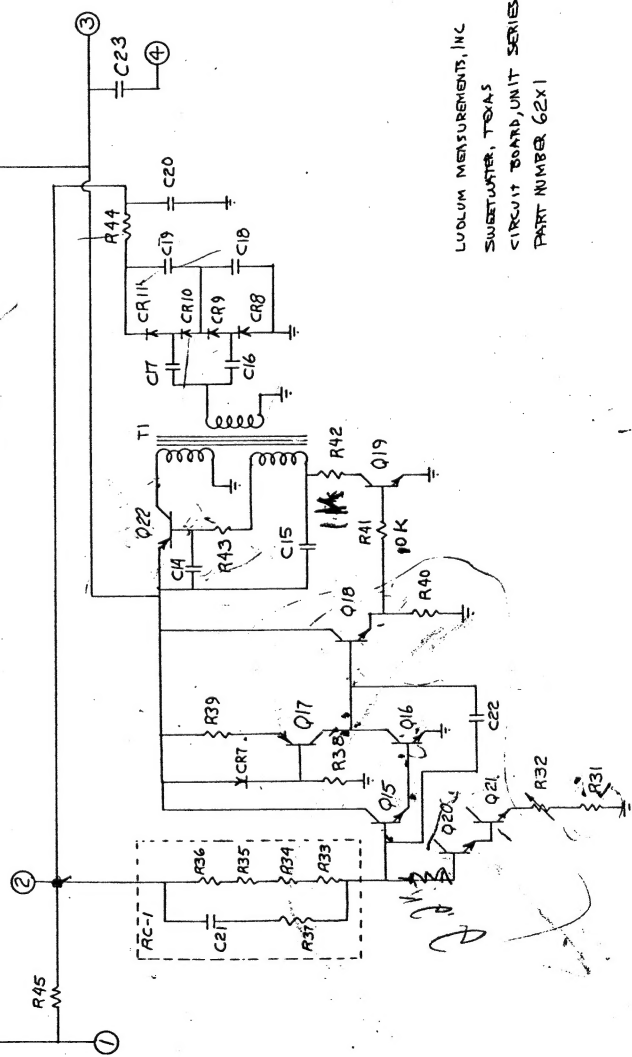 3
C23
4
R44
C20
C19
C18
CR11
CR10
CR9
CR8
C17
C16
T1
Q22
R42
Q19
R43
C14
C15
R41
10K
Q18
R40
R39
Q17
CR7
R38
Q16
C22
Q15
Q20
Q21
R32
R31
2
R36
R35
R34
R33
RC-1
C21
R37
R45
1
LUDLUM MEASUREMENTS, INC
SWEETWATER, TEXAS
CIRCUIT BOARD, UNIT SERIES
PART NUMBER 62x1